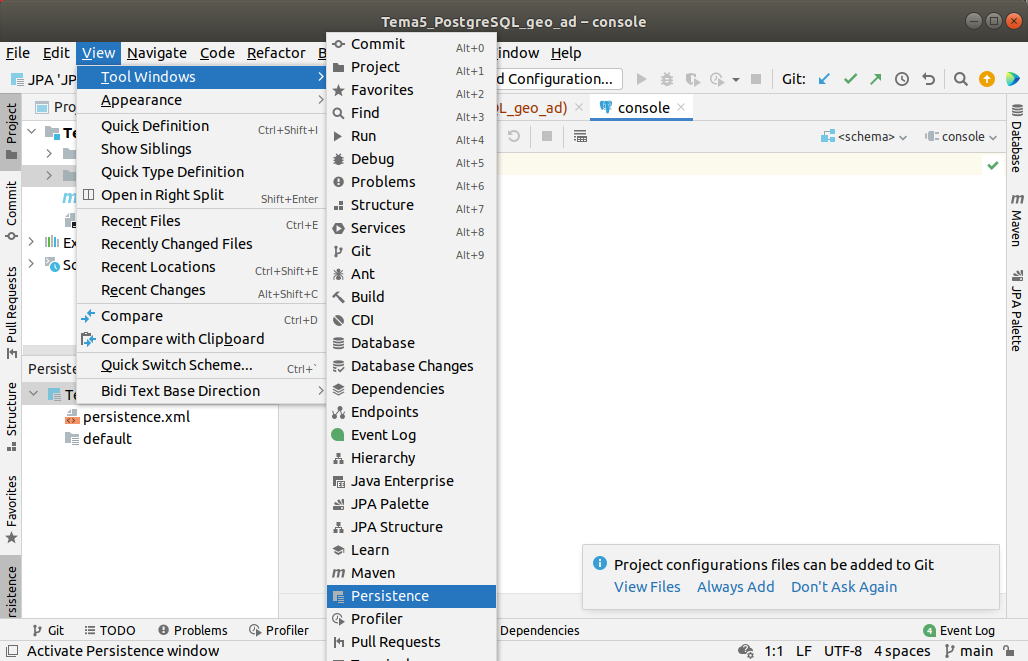 Tema5_PostgreSQL_geo_ad – console
File Edit View Navigate Code Refactor B
indow Help
JPA 'JP
d Configuration...
Git:
Tool Windows
Appearance
Quick Definition Ctrl+Shift+I
Show Siblings
Quick Type Definition
Open in Right Split Shift+Enter
Recent Files Ctrl+E
Recently Changed Files
Recent Locations Ctrl+Shift+E
Recent Changes Alt+Shift+C
Compare Ctrl+D
Compare with Clipboard
Quick Switch Scheme... Ctrl+`
Bidi Text Base Direction
Commit Alt+0
Project Alt+1
Favorites Alt+2
Find Alt+3
Run Alt+4
Debug Alt+5
Problems Alt+6
Structure Alt+7
Services Alt+8
Git Alt+9
Ant
Build
CDI
Database
Database Changes
Dependencies
Endpoints
Event Log
Hierarchy
Java Enterprise
JPA Palette
JPA Structure
Learn
Maven
Persistence
Profiler
Pull Requests
Project
Commit
Pull Requests
Structure
Favorites
rsistence
Pro
Te
m
Ex
Sc
Persiste
Te
persistence.xml
default
QL_geo_ad)
console
<schema>
console
Database
m Maven
JPA Palette
Project configurations files can be added to Git
View Files Always Add Don't Ask Again
Git TODO Problems Profiler
Dependencies
4 Event Log
Activate Persistence window
1:1 LF UTF-8 4 spaces main